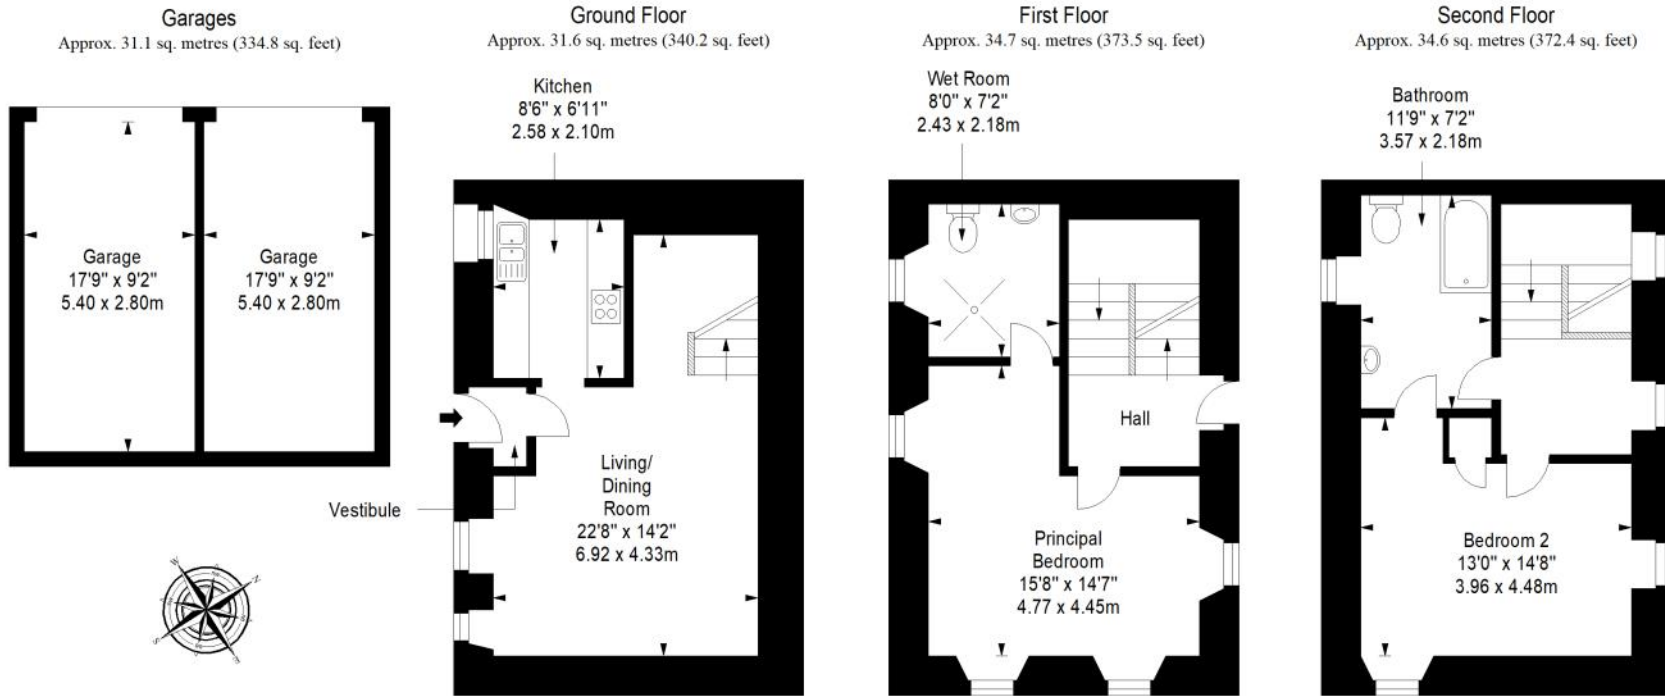 Garages
Approx. 31.1 sq. metres (334.8 sq. feet)
Garage
17'9" x 9'2"
5.40 x 2.80m
Garage
17'9" x 9'2"
5.40 x 2.80m
Ground Floor
Approx. 31.6 sq. metres (340.2 sq. feet)
Kitchen
8'6" x 6'11"
2.58 x 2.10m
Living/
Dining
Room
22'8" x 14'2"
6.92 x 4.33m
Vestibule
First Floor
Approx. 34.7 sq. metres (373.5 sq. feet)
Wet Room
8'0" x 7'2"
2.43 x 2.18m
Hall
Principal
Bedroom
15'8" x 14'7"
4.77 x 4.45m
Second Floor
Approx. 34.6 sq. metres (372.4 sq. feet)
Bathroom
11'9" x 7'2"
3.57 x 2.18m
Bedroom 2
13'0" x 14'8"
3.96 x 4.48m
W
N
S
E